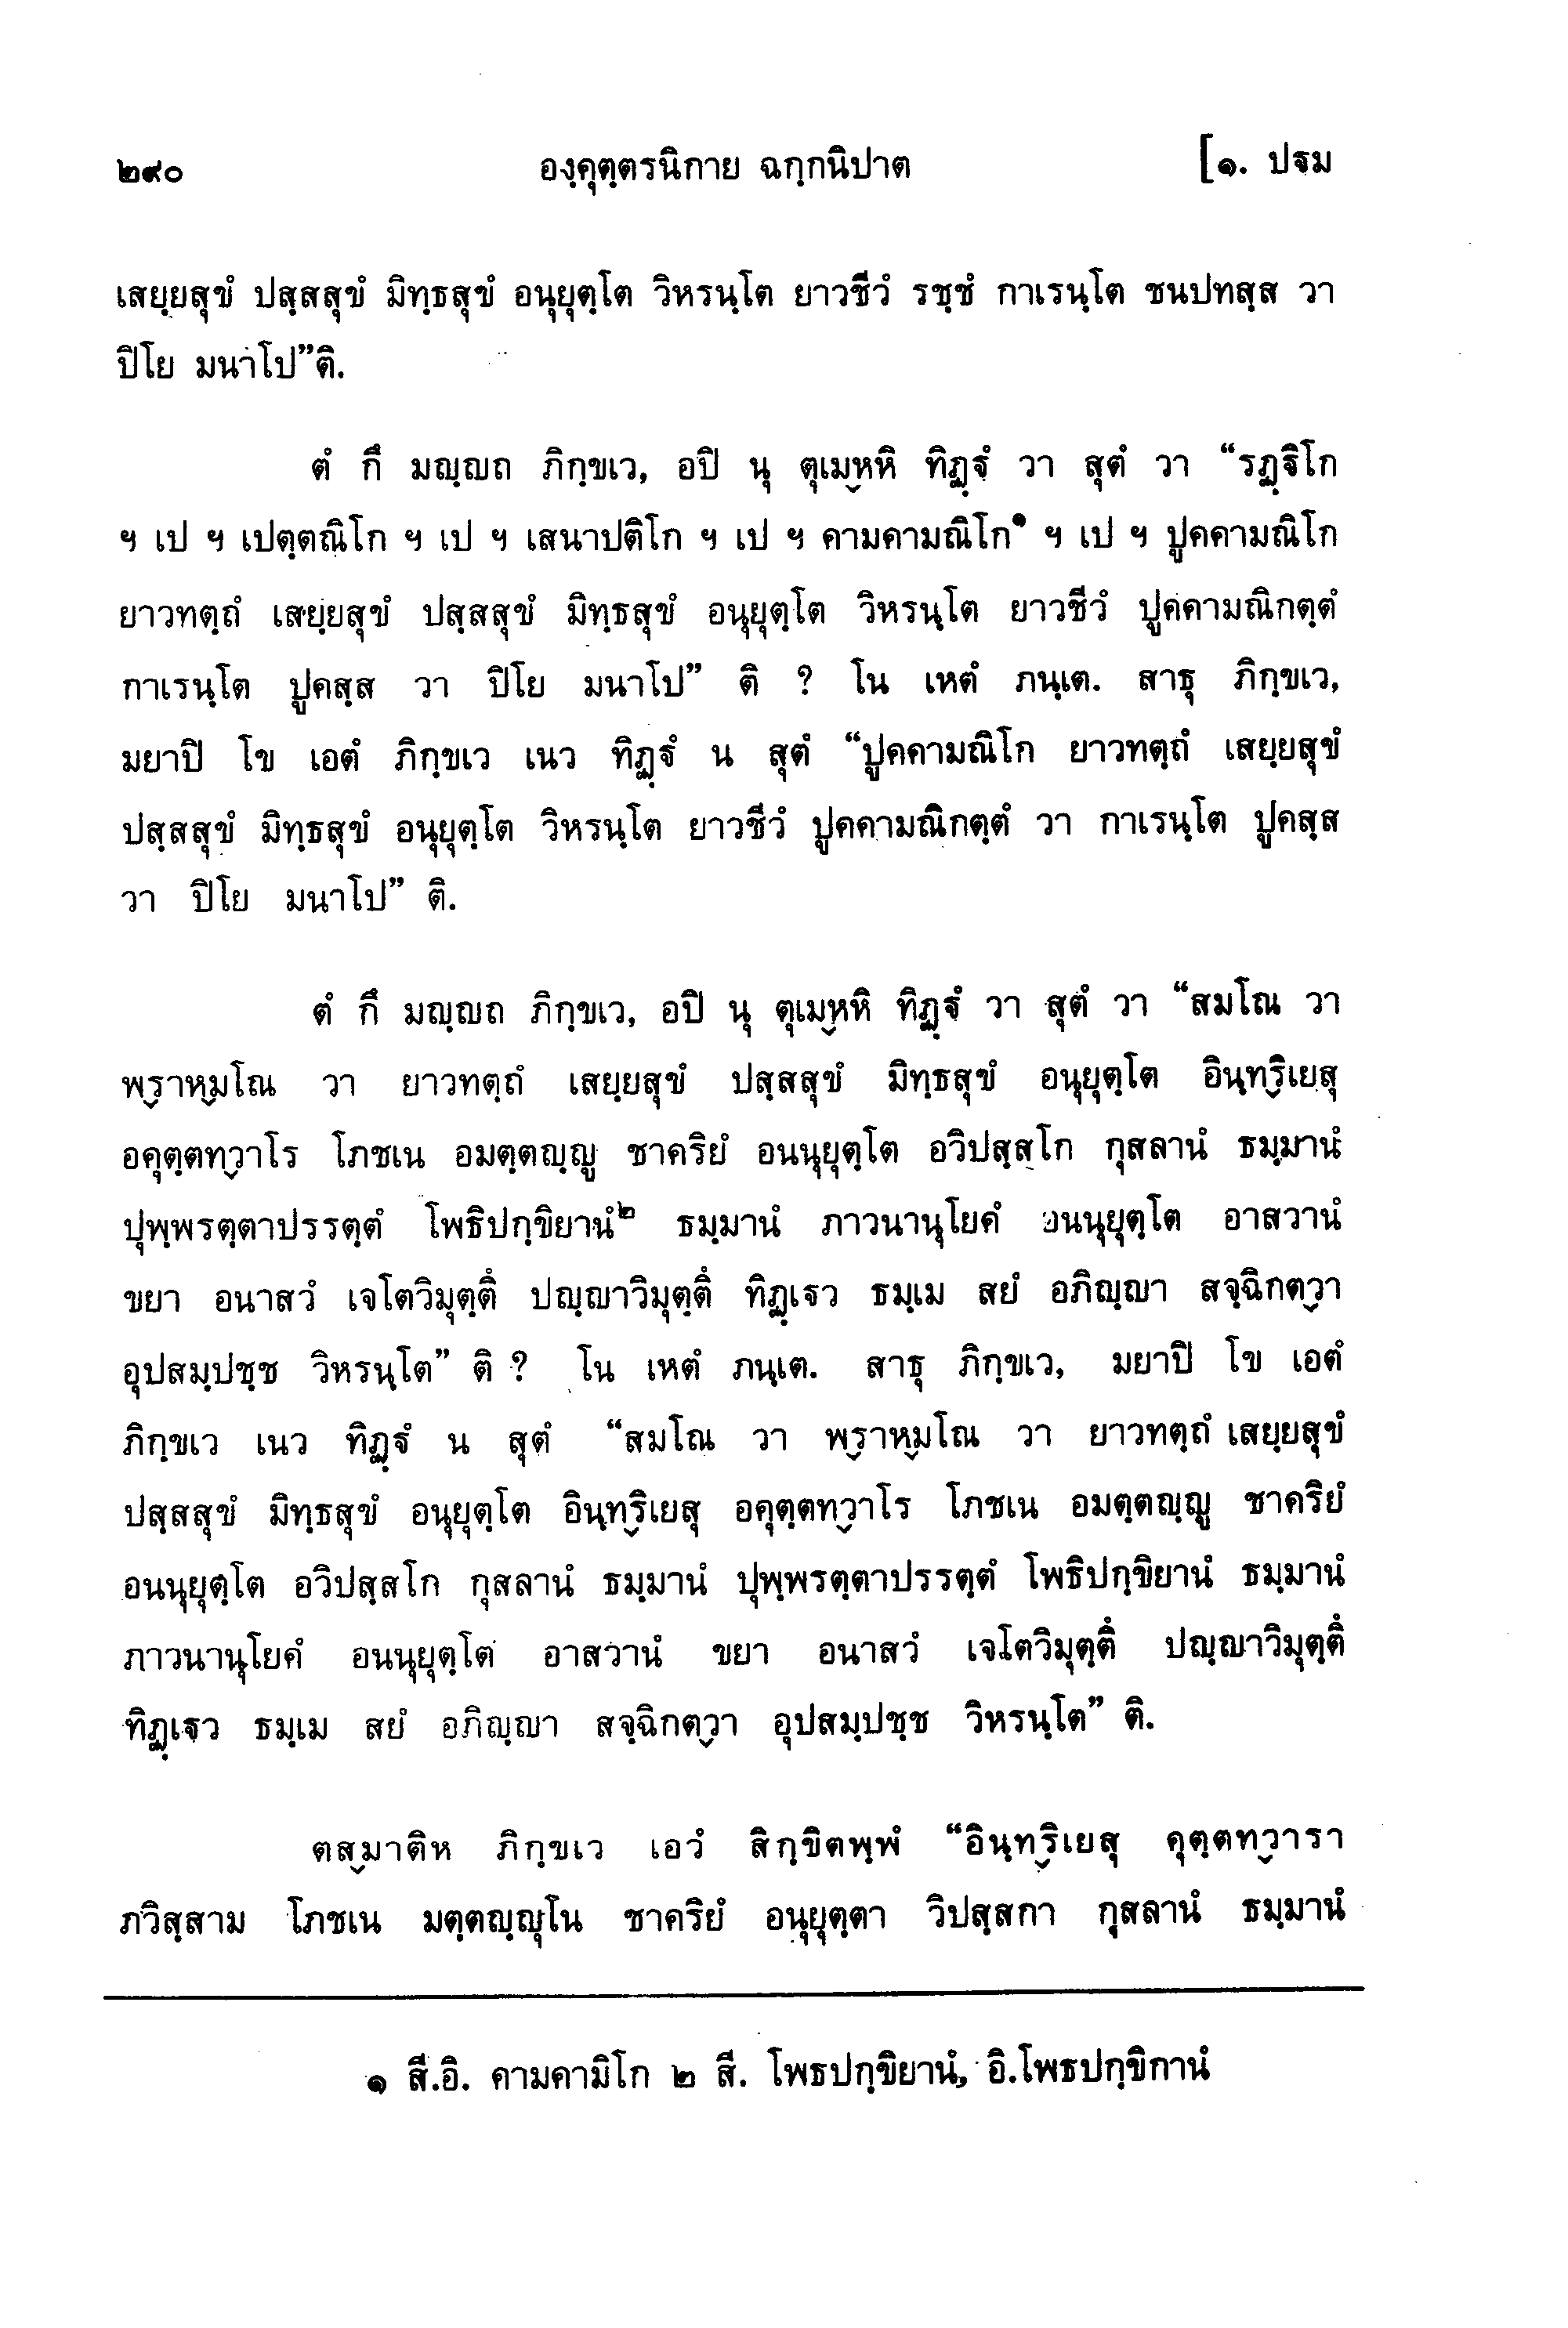 ๒๙๐ องฺคุตฺตรนิกาย ฉกฺกนิปาต [๑. ปฐม
เสยฺยสุขํ ปสฺสสุขํ มิทฺธสุขํ อนุยุตฺโต วิหรนฺโต ยาวชีวํ รชฺชํ กาเรนฺโต ชนปทสฺส วา
ปิโย มนาโป”ติ.
ตํ กึ มญฺญถ ภิกฺขเว, อปิ นุ ตุเมฺหหิ ทิฏฺฐํ วา สุตํ วา “รฏฺฐิโก
ฯ เป ฯ เปตฺตณิโก ฯ เป ฯ เสนาปติโก ฯ เป ฯ คามคามณิโก๑ ฯ เป ฯ ปูคคามณิโก
ยาวทตฺถํ เสยฺยสุขํ ปสฺสสุขํ มิทฺธสุขํ อนุยุตฺโต วิหรนฺโต ยาวชีวํ ปูคคามณิกตฺตํ
กาเรนฺโต ปูคสฺส วา ปิโย มนาโป” ติ ? โน เหตํ ภนฺเต. สาธุ ภิกฺขเว,
มยาปิ โข เอตํ ภิกฺขเว เนว ทิฏฺฐํ น สุตํ “ปูคคามณิโก ยาวทตฺถํ เสยฺยสุขํ
ปสฺสสุขํ มิทฺธสุขํ อนุยุตฺโต วิหรนฺโต ยาวชีวํ ปูคคามณิกตฺตํ วา กาเรนฺโต ปูคสฺส
วา ปิโย มนาโป” ติ.
ตํ กึ มญฺญถ ภิกฺขเว, อปิ นุ ตุเมฺหหิ ทิฏฺฐํ วา สุตํ วา “สมโณ วา
พฺราหฺมโณ วา ยาวทตฺถํ เสยฺยสุขํ ปสฺสสุขํ มิทฺธสุขํ อนุยุตฺโต อินฺทฺริเยสุ
อคุตฺตทฺวาโร โภชเน อมตฺตญฺญู ชาคริยํ อนนุยุตฺโต อวิปสฺสโก กุสลานํ ธมฺมานํ
ปุพฺพรตฺตาปรรตฺตํ โพธิปกฺขิยานํ๒ ธมฺมานํ ภาวนานุโยคํ อนนุยุตฺโต อาสวานํ
ขยา อนาสวํ เจโตวิมุตฺตึ ปญฺญาวิมุตฺตึ ทิฏฺเฐว ธมฺเม สยํ อภิญฺญา สจฺฉิกตฺวา
อุปสมฺปชฺช วิหรนฺโต” ติ ? โน เหตํ ภนฺเต. สาธุ ภิกฺขเว, มยาปิ โข เอตํ
ภิกฺขเว เนว ทิฏฺฐํ น สุตํ “สมโณ วา พฺราหฺมโณ วา ยาวทตฺถํ เสยฺยสุขํ
ปสฺสสุขํ มิทฺธสุขํ อนุยุตฺโต อินฺทฺริเยสุ อคุตฺตทฺวาโร โภชเน อมตฺตญฺญู ชาคริยํ
อนนุยุตฺโต อวิปสฺสโก กุสลานํ ธมฺมานํ ปุพฺพรตฺตาปรรตฺตํ โพธิปกฺขิยานํ ธมฺมานํ
ภาวนานุโยคํ อนนุยุตฺโต อาสวานํ ขยา อนาสวํ เจโตวิมุตฺตึ ปญฺญาวิมุตฺตึ
ทิฏฺเฐว ธมฺเม สยํ อภิญฺญา สจฺฉิกตฺวา อุปสมฺปชฺช วิหรนฺโต” ติ.
ตสฺมาติห ภิกฺขเว เอวํ สิกฺขิตพฺพํ “อินฺทฺริเยสุ คุตฺตทฺวารา
ภวิสฺสาม โภชเน มตฺตญฺญุโน ชาคริยํ อนุยุตฺตา วิปสฺสกา กุสลานํ ธมฺมานํ
๑ สี.อิ. คามคามิโก ๒ สี. โพธปกฺขิยานํ, อิ.โพธปกฺขิกานํ